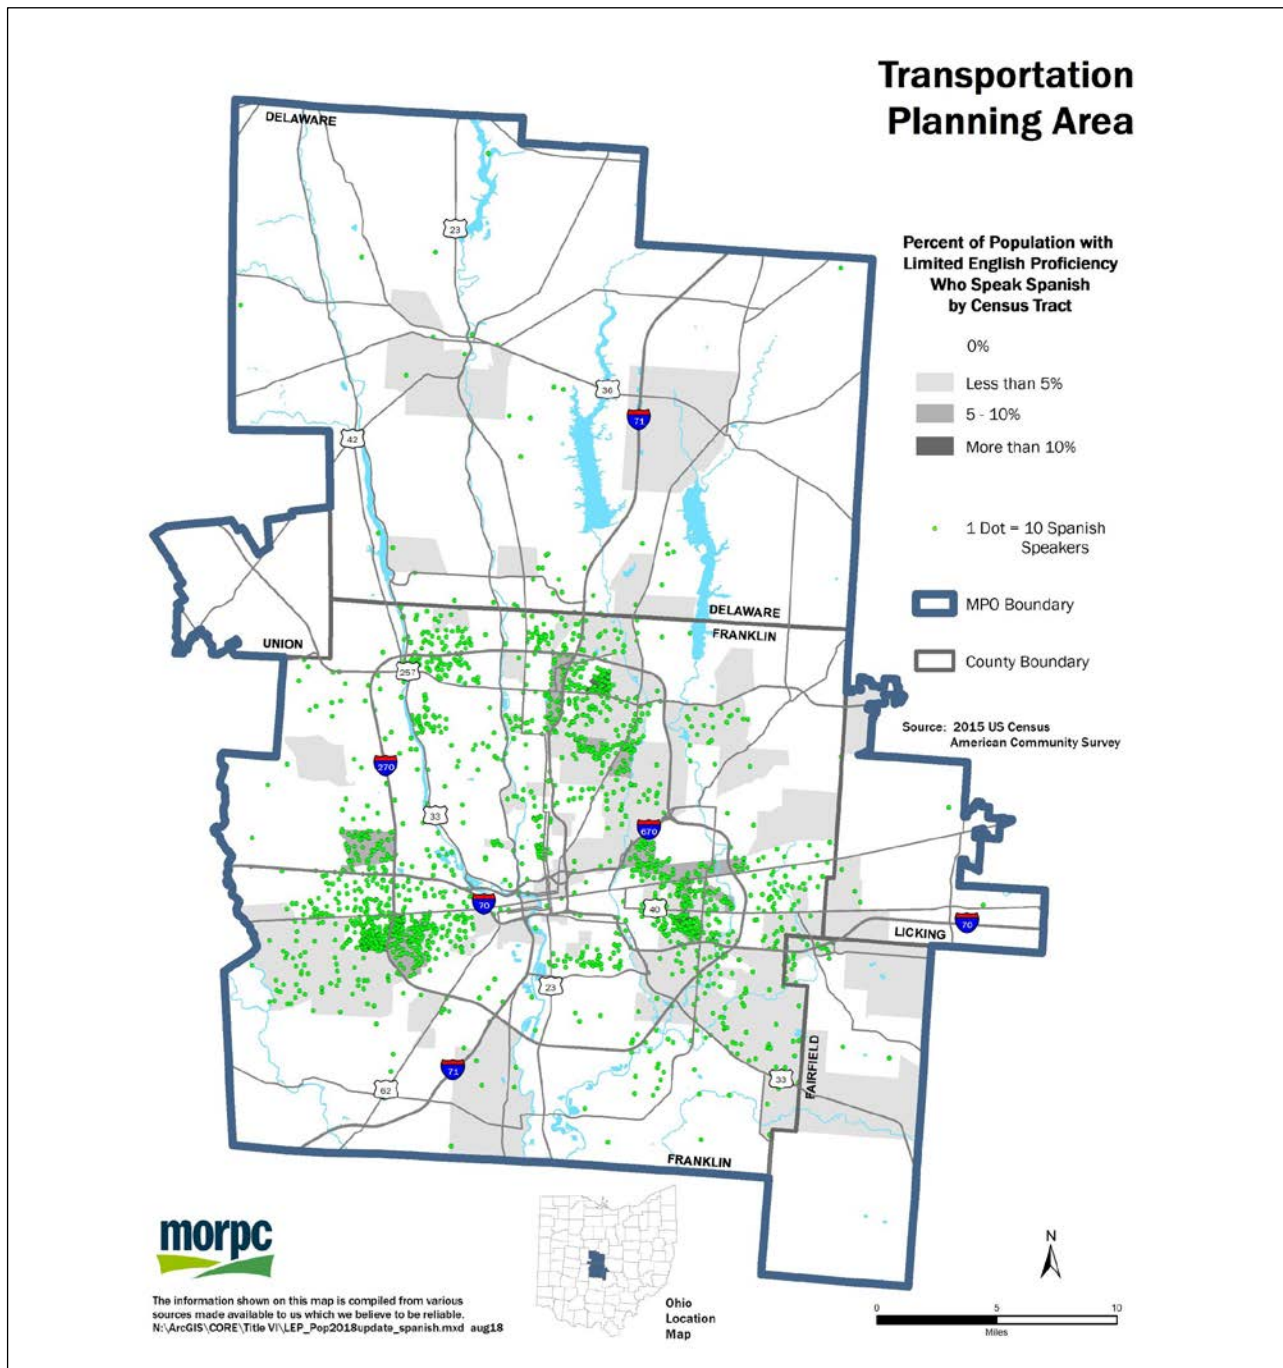 Transportation
Planning Area
DELAWARE
23
Percent of Population with
Limited English Proficiency
Who Speak Spanish
by Census Tract
0%
Less than 5%
5 - 10%
More than 10%
36
71
42
1 Dot = 10 Spanish
Speakers
MPO Boundary
DELAWARE
FRANKLIN
UNION
County Boundary
257
Source: 2015 US Census
American Community Survey
270
33
670
70
40
70
LICKING
23
FAIRFIELD
71
33
62
FRANKLIN
morpc
The information shown on this map is compiled from various
sources made available to us which we believe to be reliable.
N:\ArcGIS\CORE\Title VI\LEP_Pop2018update_spanish.mxd aug18
Ohio
Location
Map
N
0 5 10
Miles